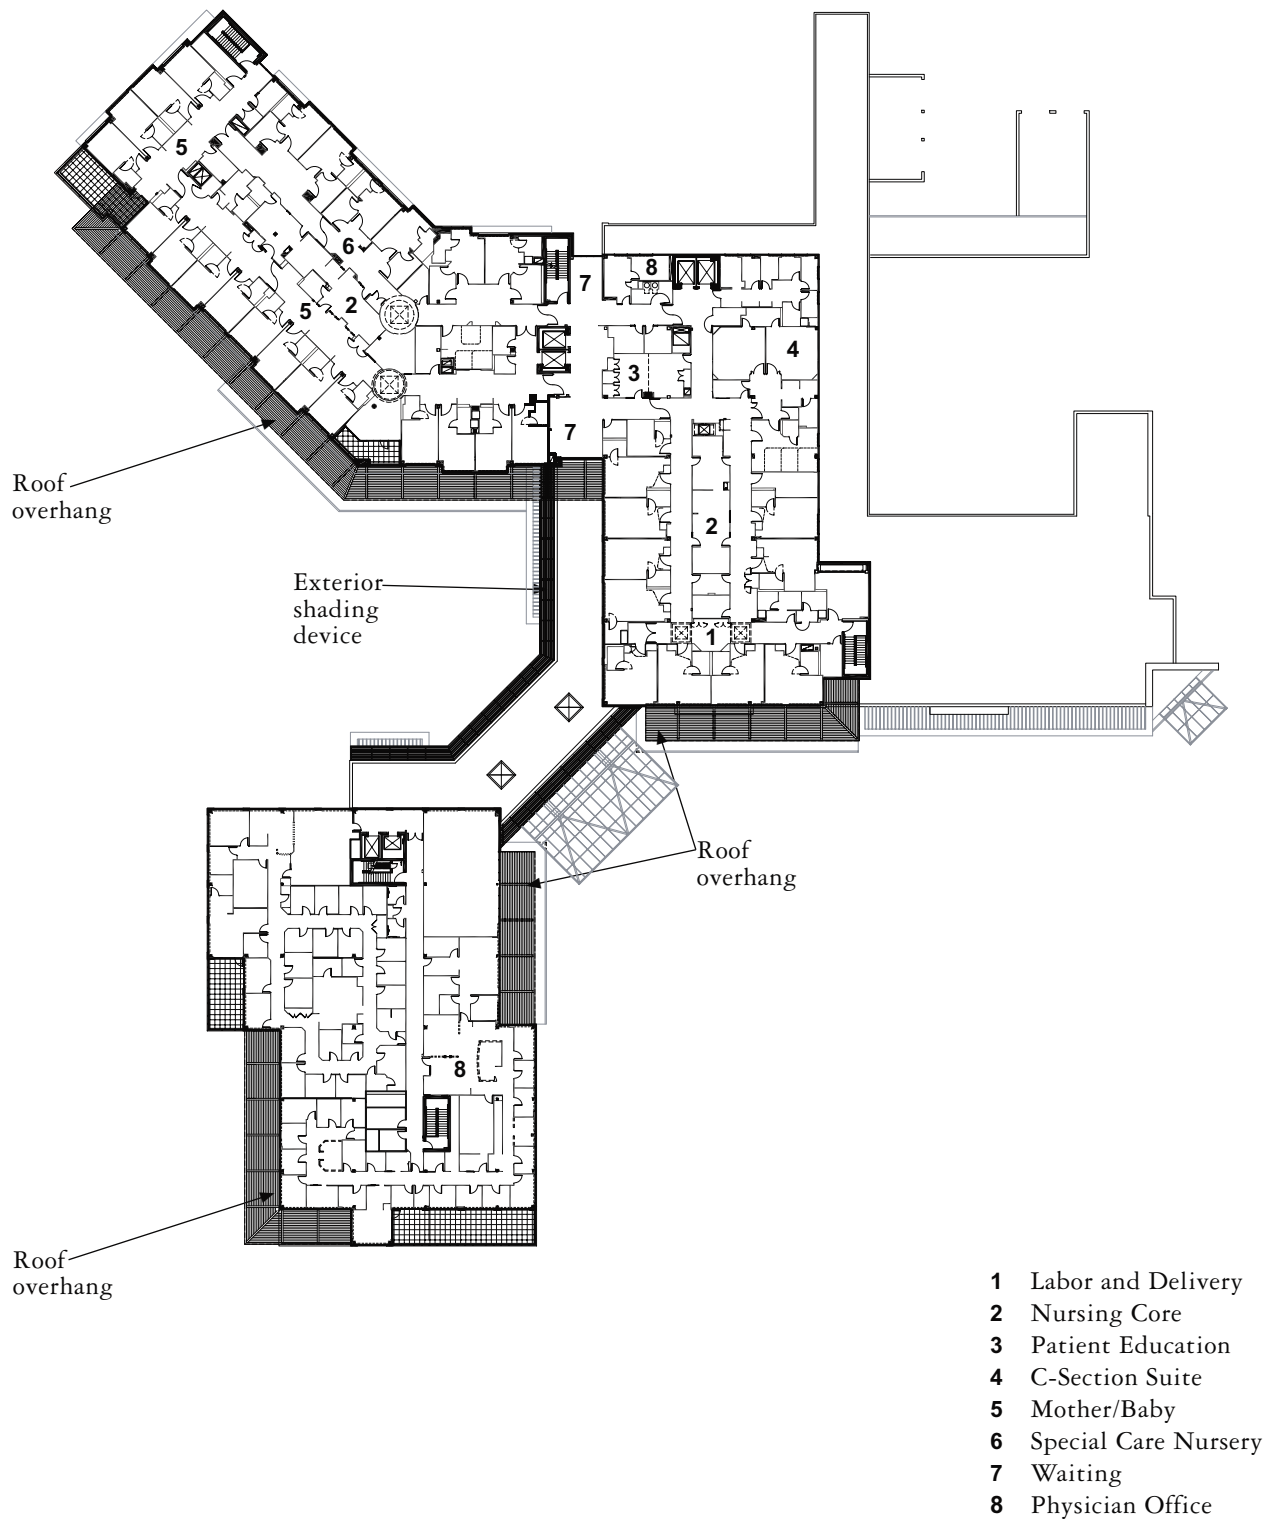 5
6
8
7
5
2
4
3
7
Roof
overhang
2
Exterior
shading
device
1
Roof
overhang
8
Roof
overhang
1 Labor and Delivery
2 Nursing Core
3 Patient Education
4 C-Section Suite
5 Mother/Baby
6 Special Care Nursery
7 Waiting
8 Physician Office